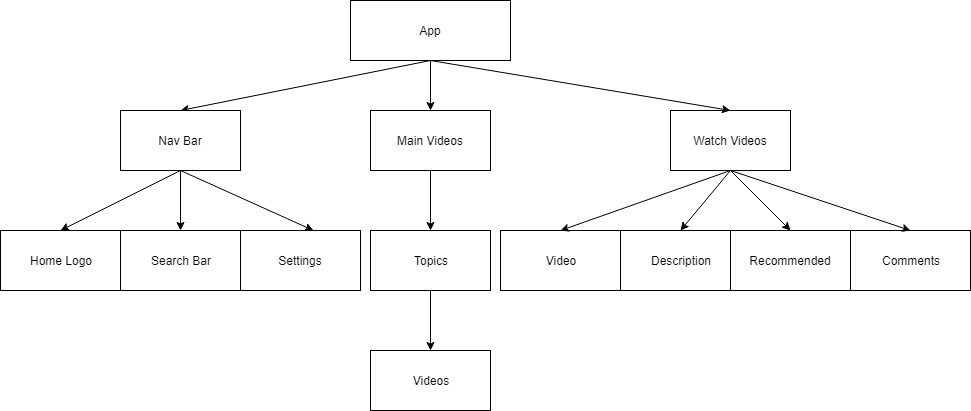 App
Nav Bar
Main Videos
Watch Videos
Home Logo
Search Bar
Settings
Topics
Video
Description
Recommended
Comments
Videos